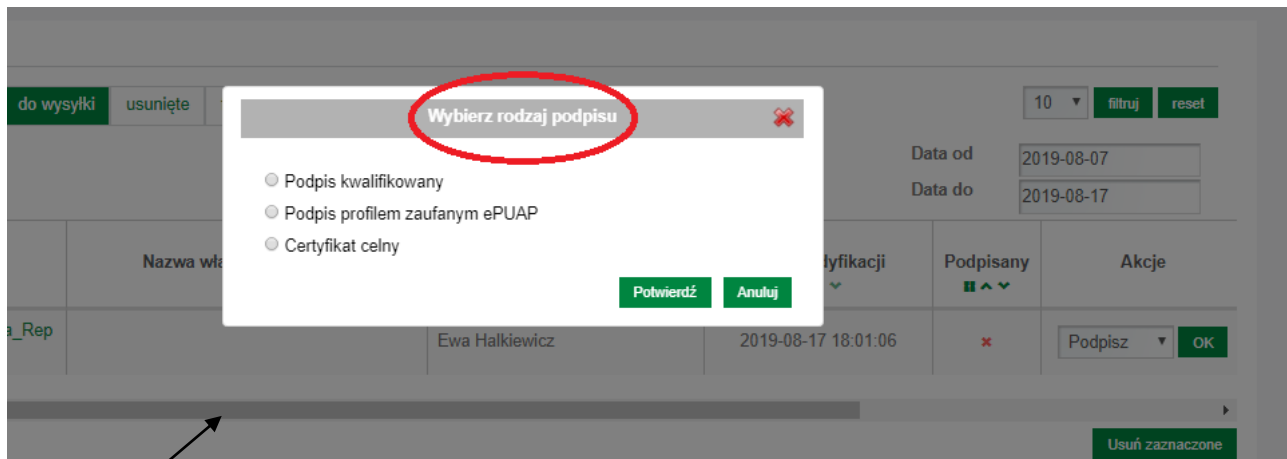 do wysyłki usunięte 10 filtruj reset
Wybierz rodzaj podpisu
Data od 2019-08-07
Data do 2019-08-17
Podpis kwalifikowany
Podpis profilem zaufanym ePUAP
Certyfikat celny
Nazwa wła dyfikacji Podpisany Akcje
Potwierdź Anuluj
a_Rep Ewa Halkiewicz 2019-08-17 18:01:06 Podpisz OK
Usuń zaznaczone